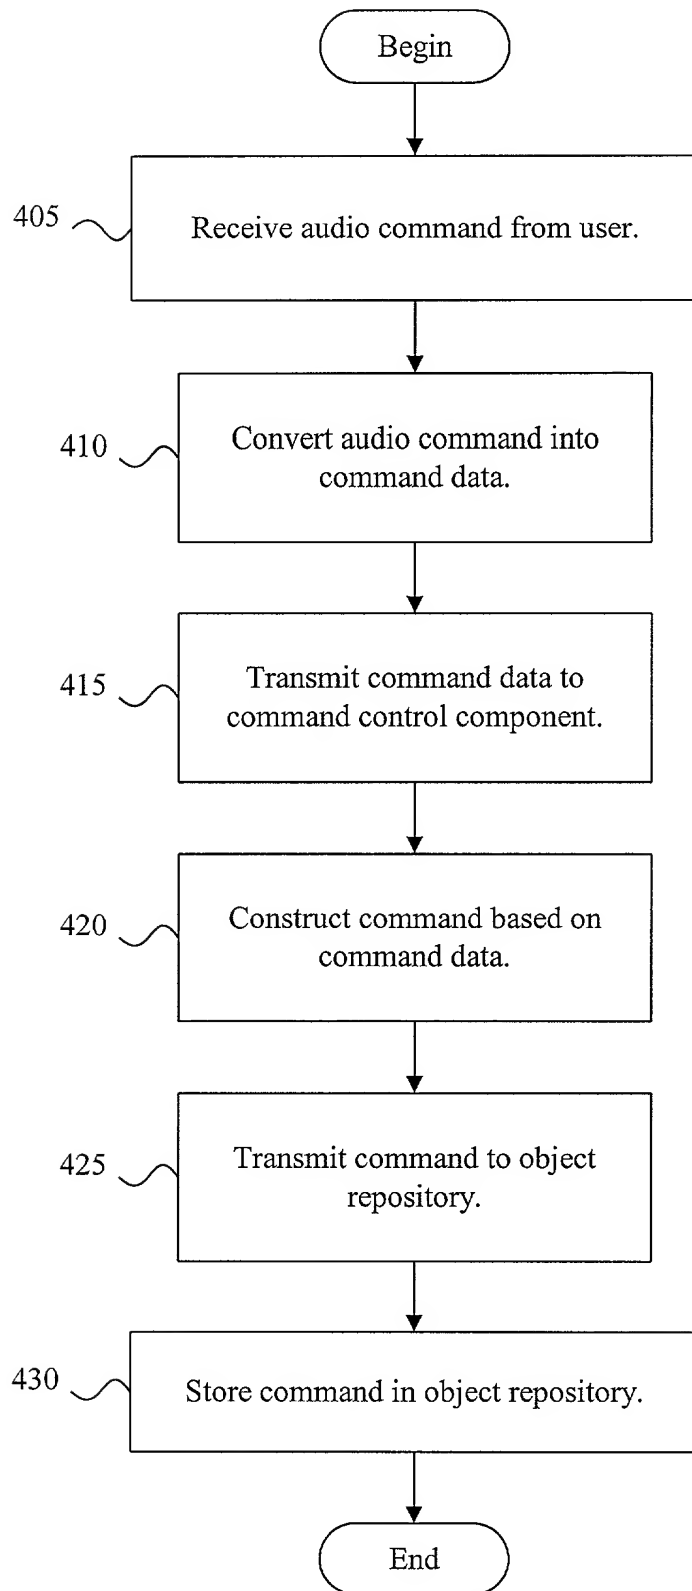 Begin
405
Receive audio command from user.
410
Convert audio command into
command data.
415
Transmit command data to
command control component.
420
Construct command based on
command data.
425
Transmit command to object
repository.
430
Store command in object repository.
End